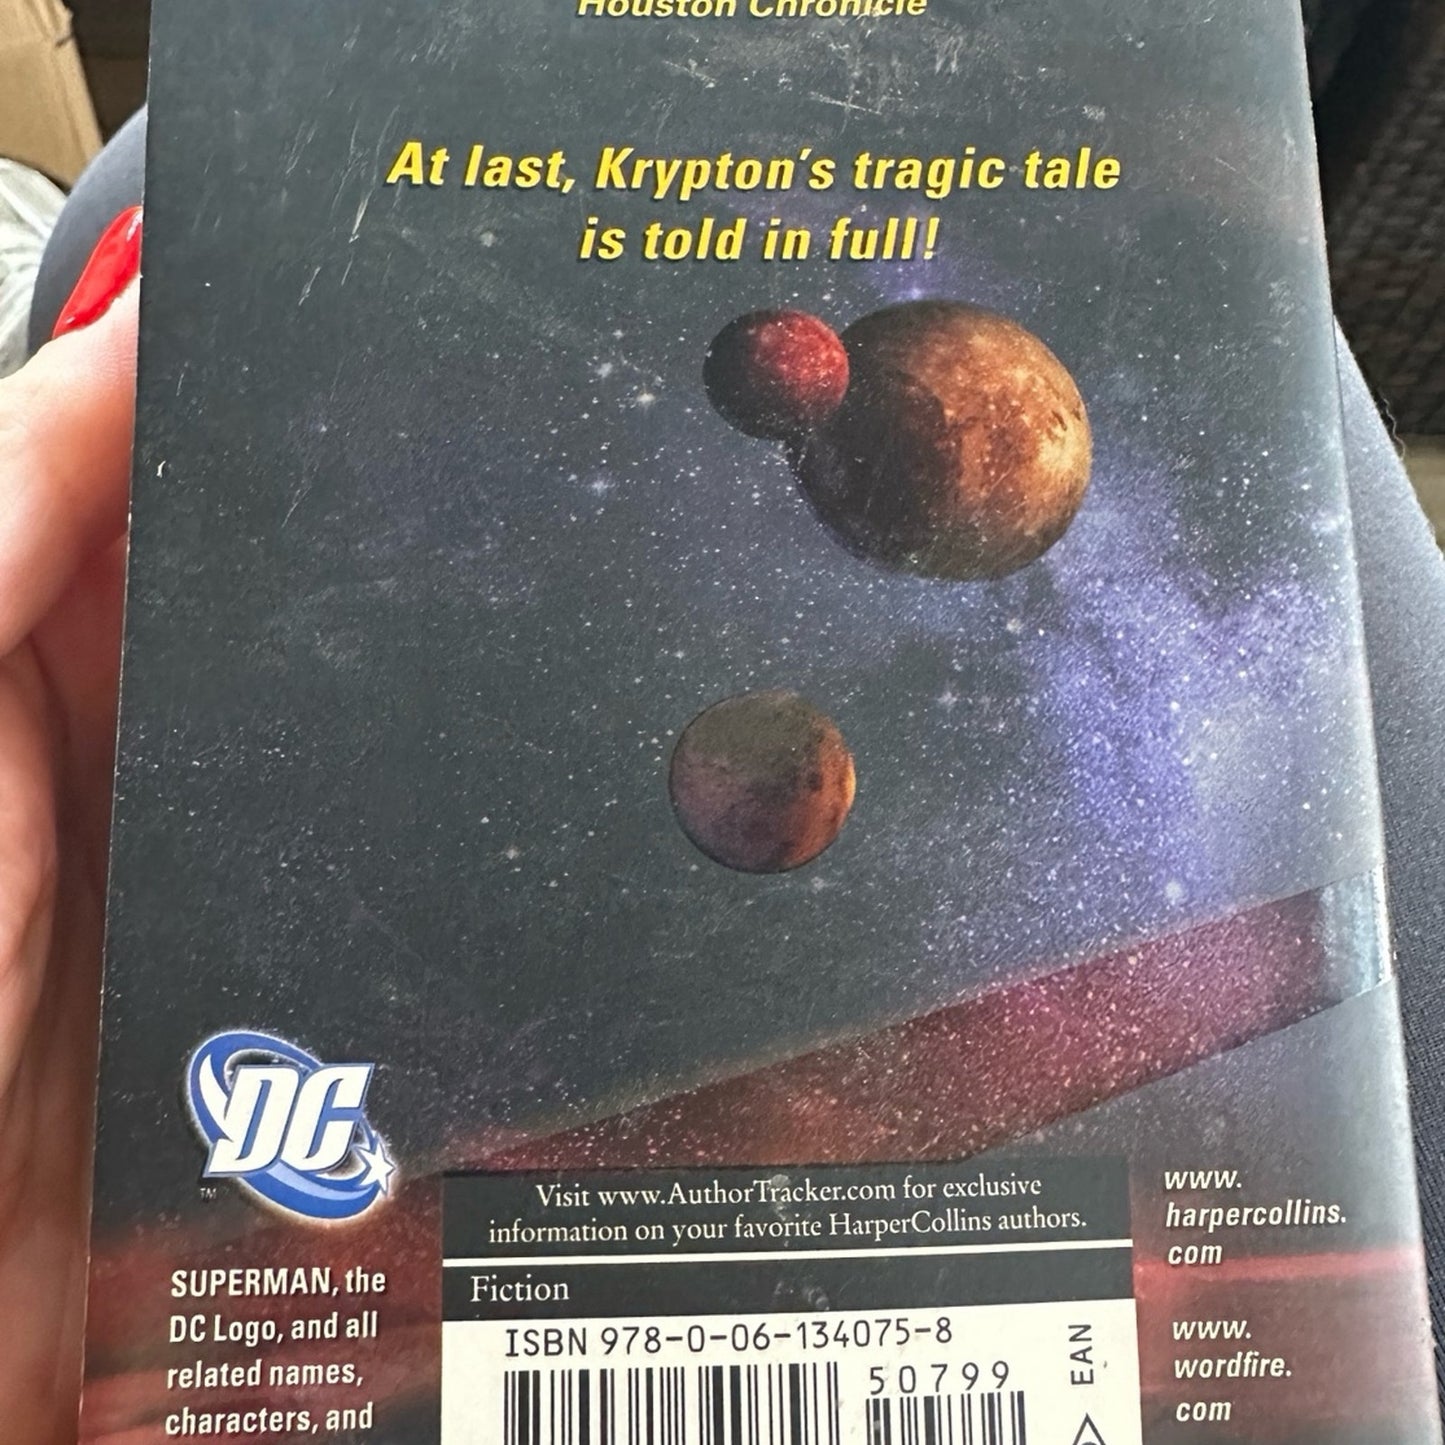 Houston Chronicle
At last, Krypton's tragic tale
is told in full!
DC
TM
SUPERMAN, the
DC Logo, and all
related names,
characters, and
Visit www.AuthorTracker.com for exclusive
information on your favorite HarperCollins authors.
Fiction
ISBN 978-0-06-134075-8
50799
EAN
www.
harpercollins.
com
www.
wordfire.
com